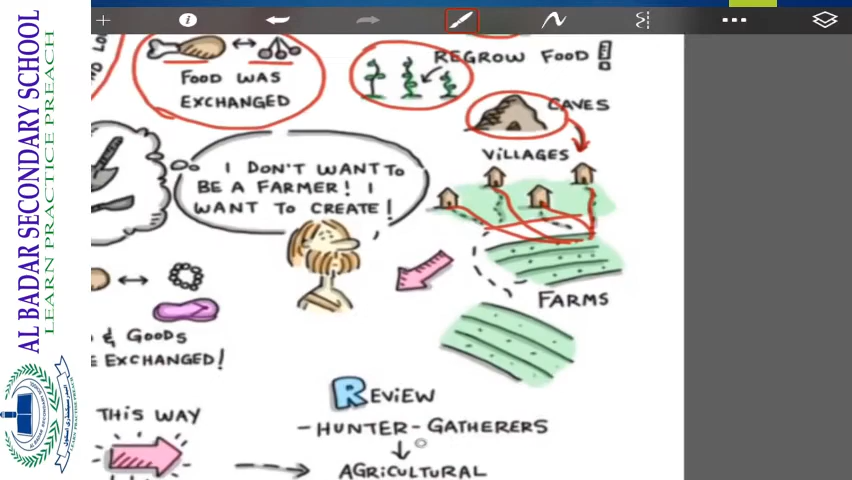 AL BADAR SECONDARY SCHOOL
LEARN PRACTICE PREACH
REGROW FOOD!
FOOD WAS
EXCHANGED
CAVES
VILLAGES
I DON'T WANT TO
BE A FARMER! I
WANT TO CREATE!
FARMS
& GOODS
EXCHANGED!
THIS WAY
REVIEW
- HUNTER - GATHERERS
AGRICULTURAL